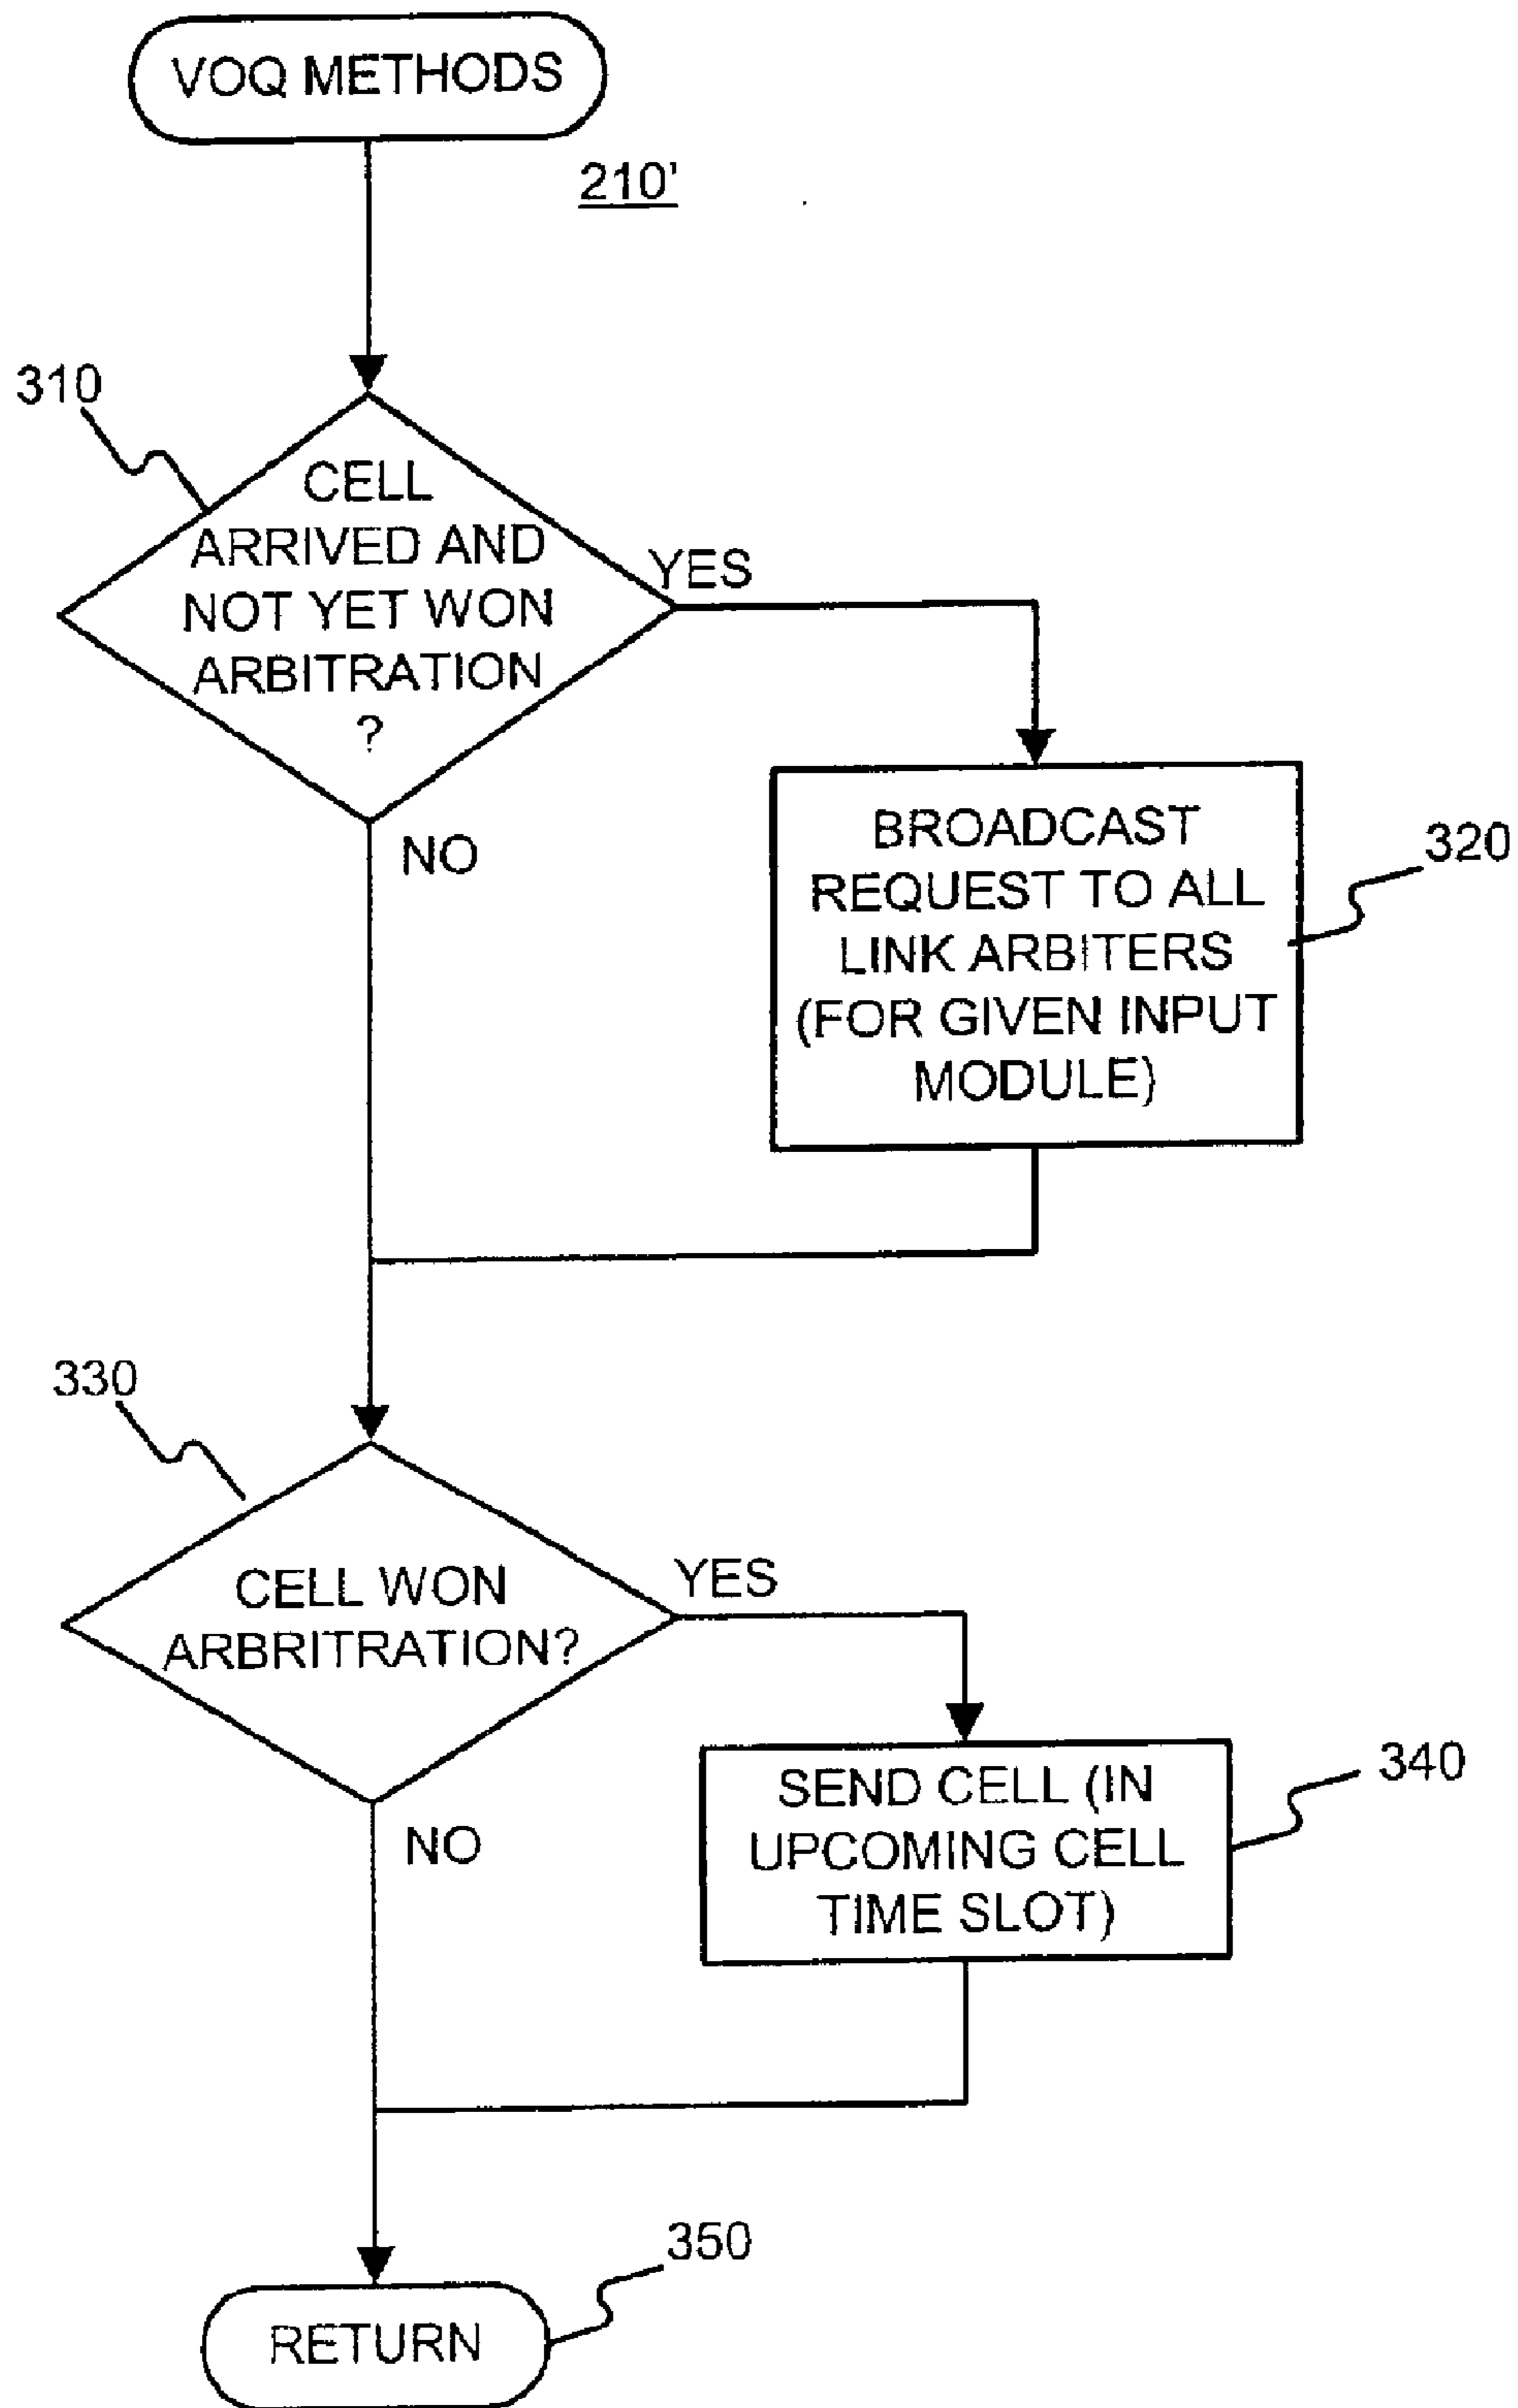 VOQ METHODS
210'
310
CELL
ARRIVED AND
NOT YET WON
ARBITRATION
?
YES
NO
BROADCAST
REQUEST TO ALL
LINK ARBITERS
(FOR GIVEN INPUT
MODULE)
320
330
CELL WON
ARBRITRATION?
YES
NO
SEND CELL (IN
UPCOMING CELL
TIME SLOT)
340
350
RETURN